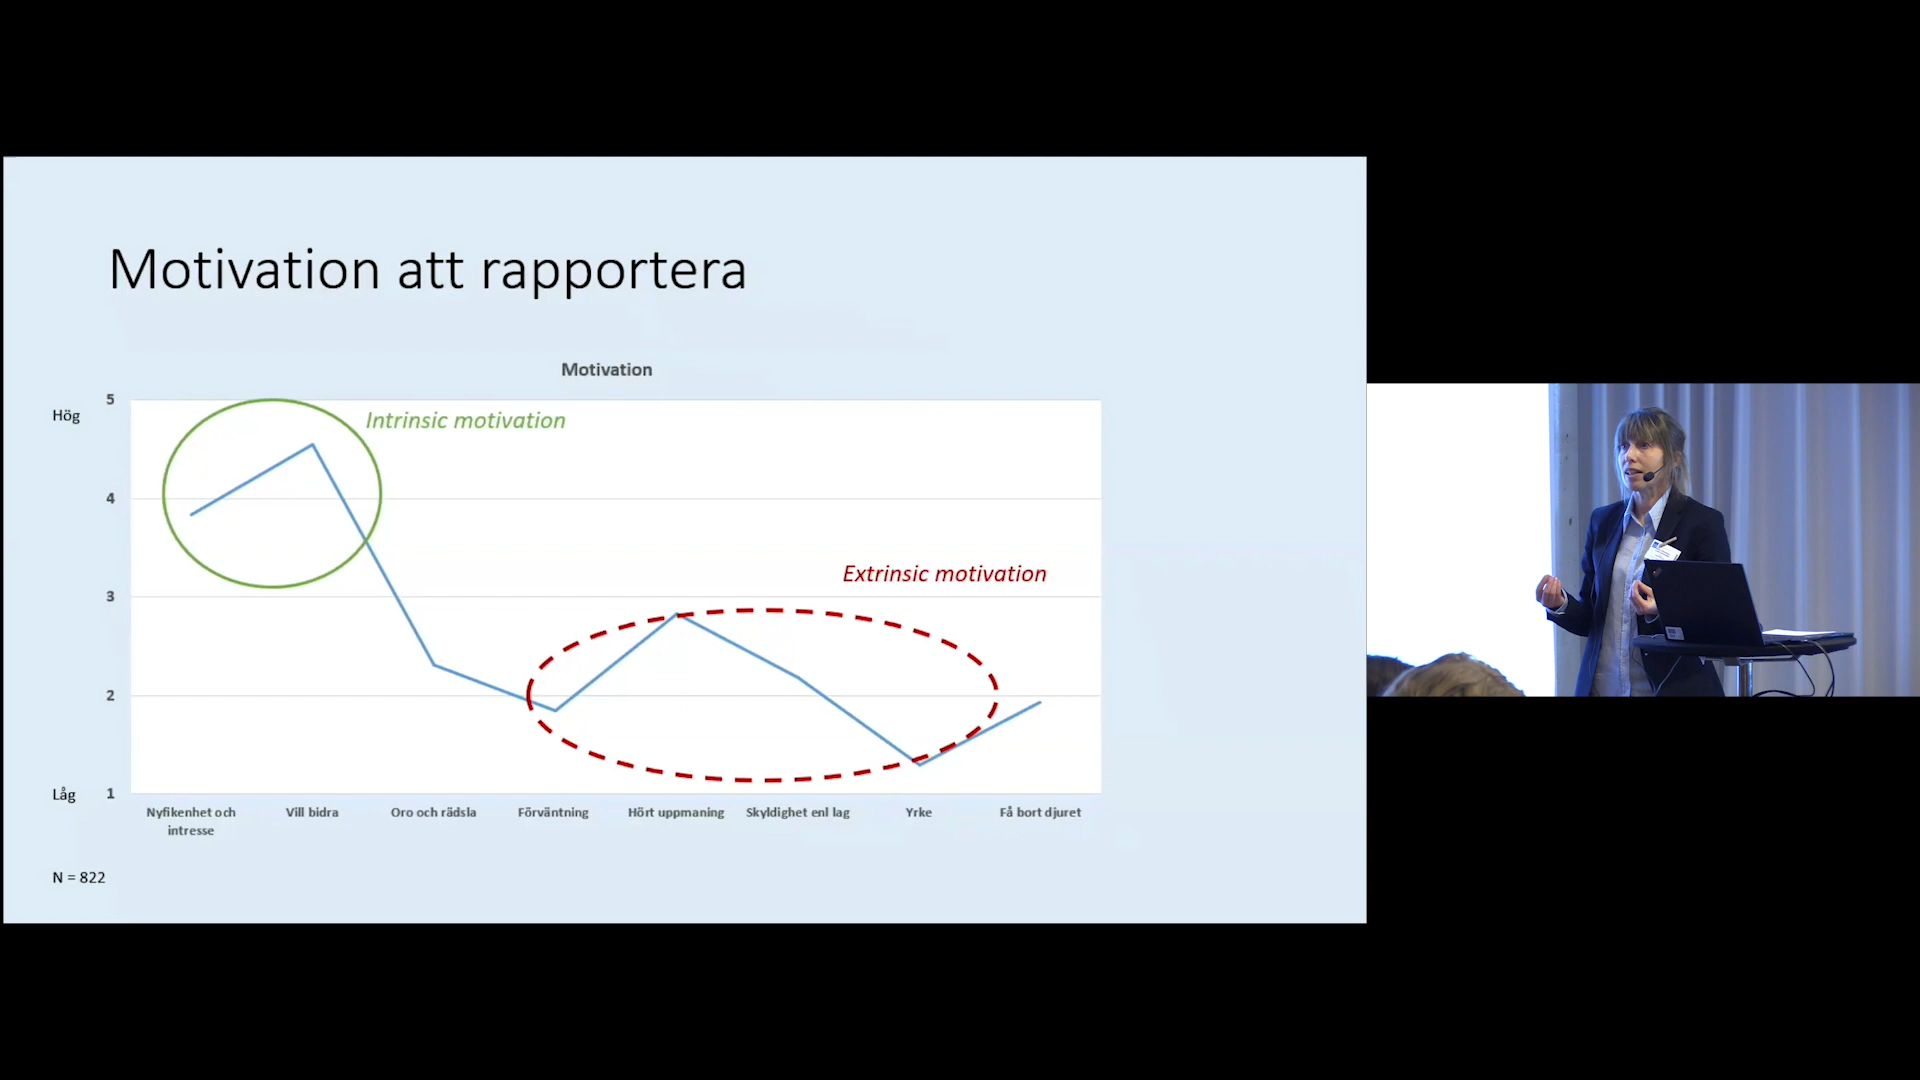 Motivation att rapportera
Motivation
Hög
5
Intrinsic motivation
4
Extrinsic motivation
3
2
Låg
1
Nyfikenhet och
intresse
Vill bidra
Oro och rädsla
Förväntning
Hört uppmaning
Skyldighet enl lag
Yrke
Få bort djuret
N = 822